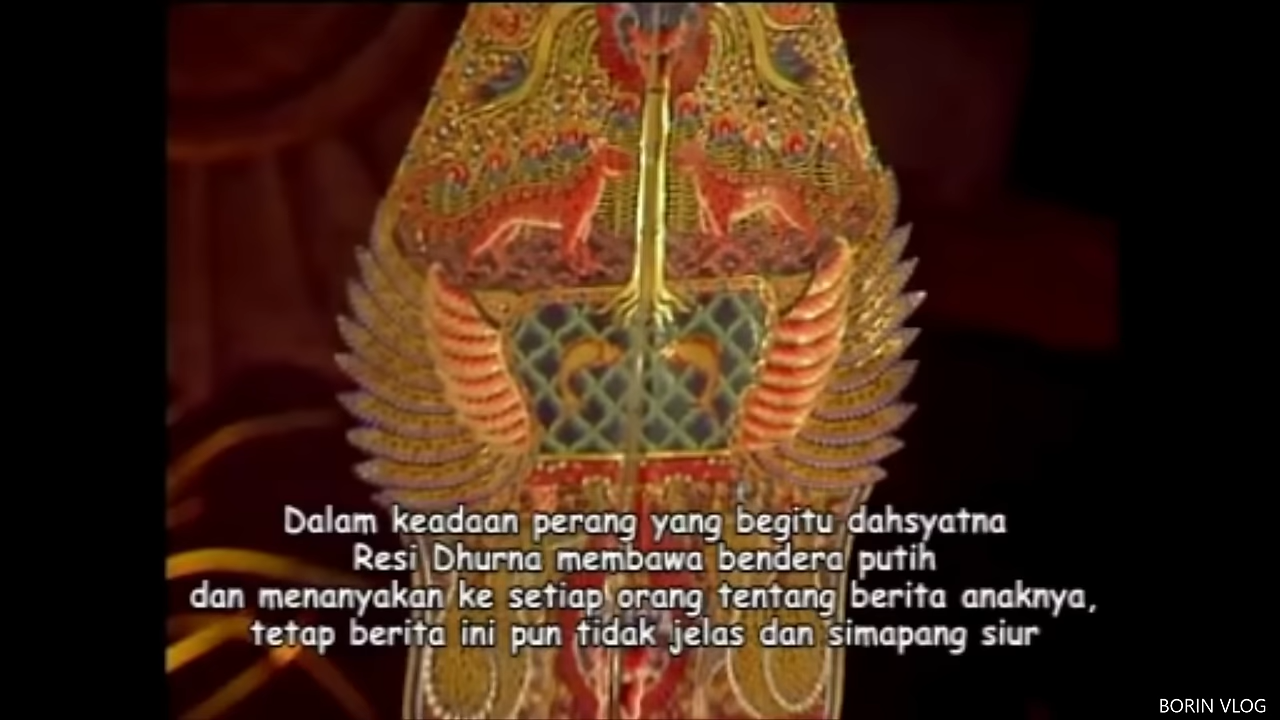 Dalam keadaan perang yang begitu dahsyatna
Resi Dhurna membawa bendera putih
dan menanyakan ke setiap orang tentang berita anaknya,
tetap berita ini pun tidak jelas dan simapang siur
BORIN VLOG